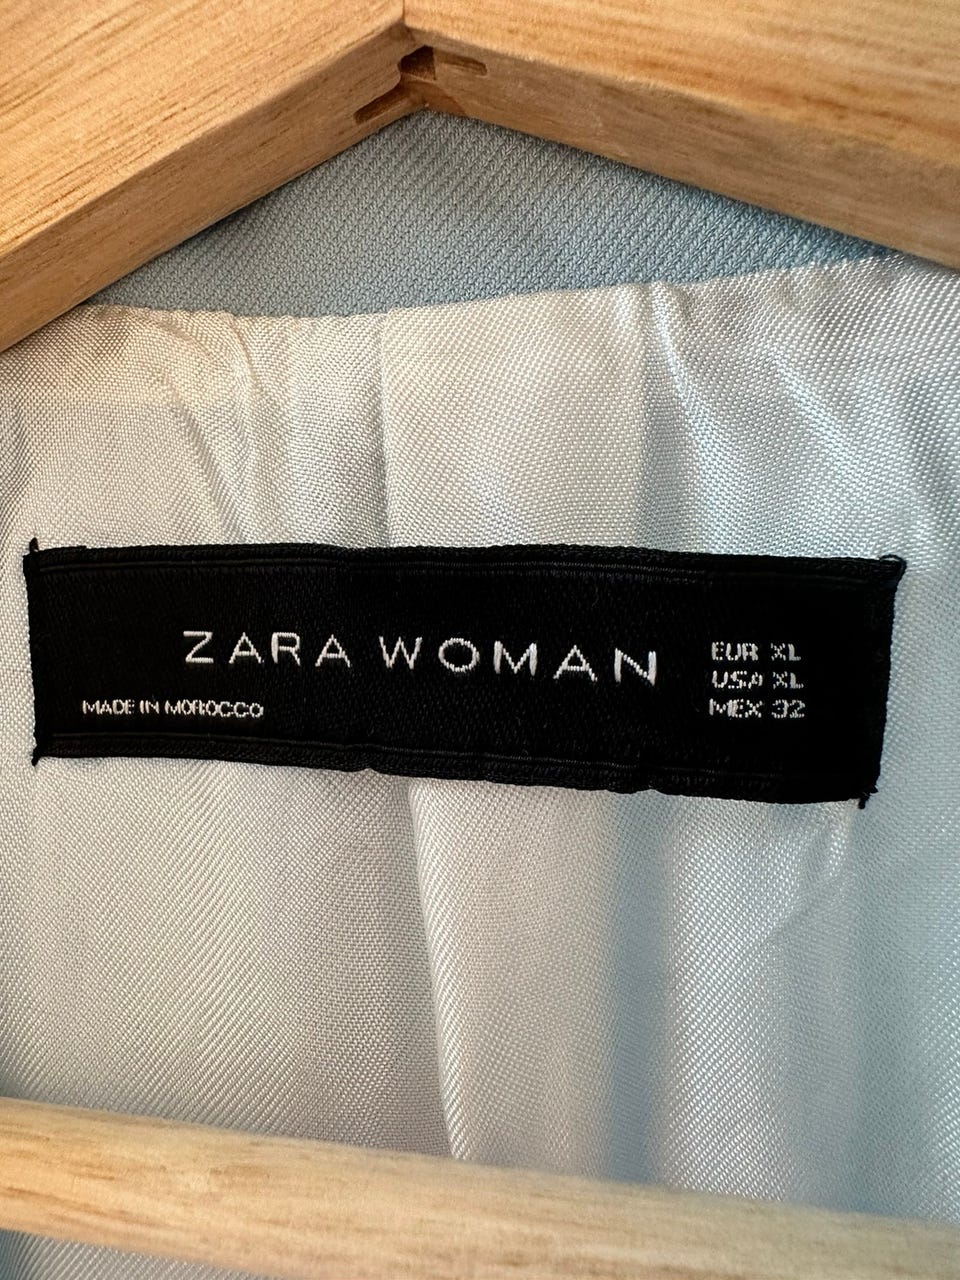 ZARA WOMAN
MADE IN MOROCCO
EUR XL
USA XL
MEX 32